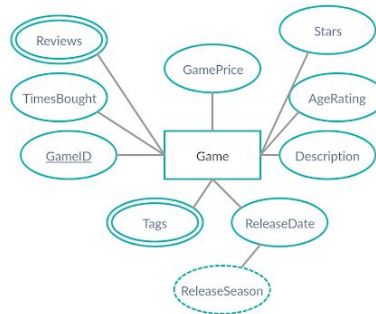 Reviews
Stars
GamePrice
TimesBought
AgeRating
GameID
Game
Description
Tags
ReleaseDate
ReleaseSeason